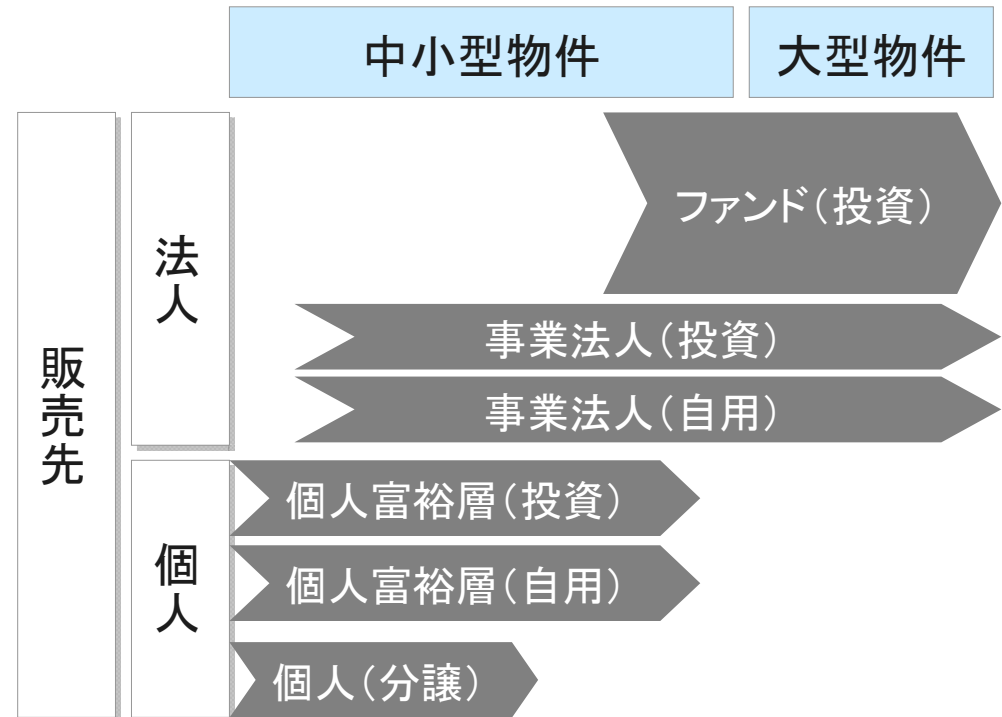 中小型物件
大型物件
販売先
法人
ファンド（投資）
事業法人（投資）
事業法人（自用）
個人
個人富裕層（投資）
個人富裕層（自用）
個人（分譲）